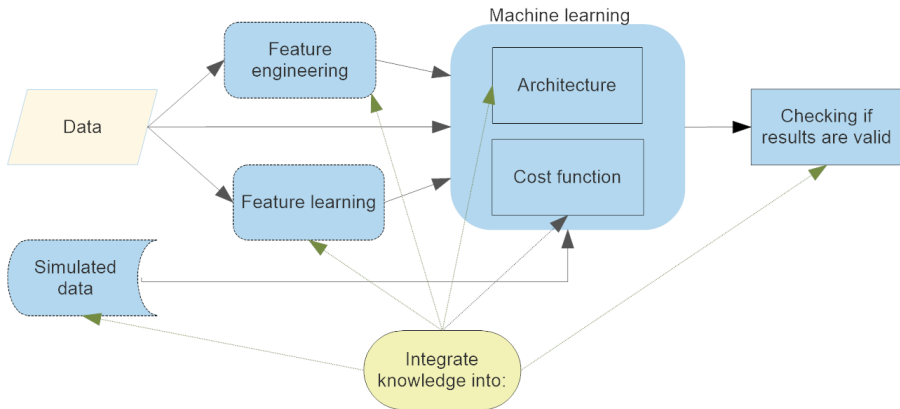 Machine learning
Feature
engineering
Architecture
Data
Checking if
results are valid
Feature learning
Cost function
Simulated
data
Integrate
knowledge into: